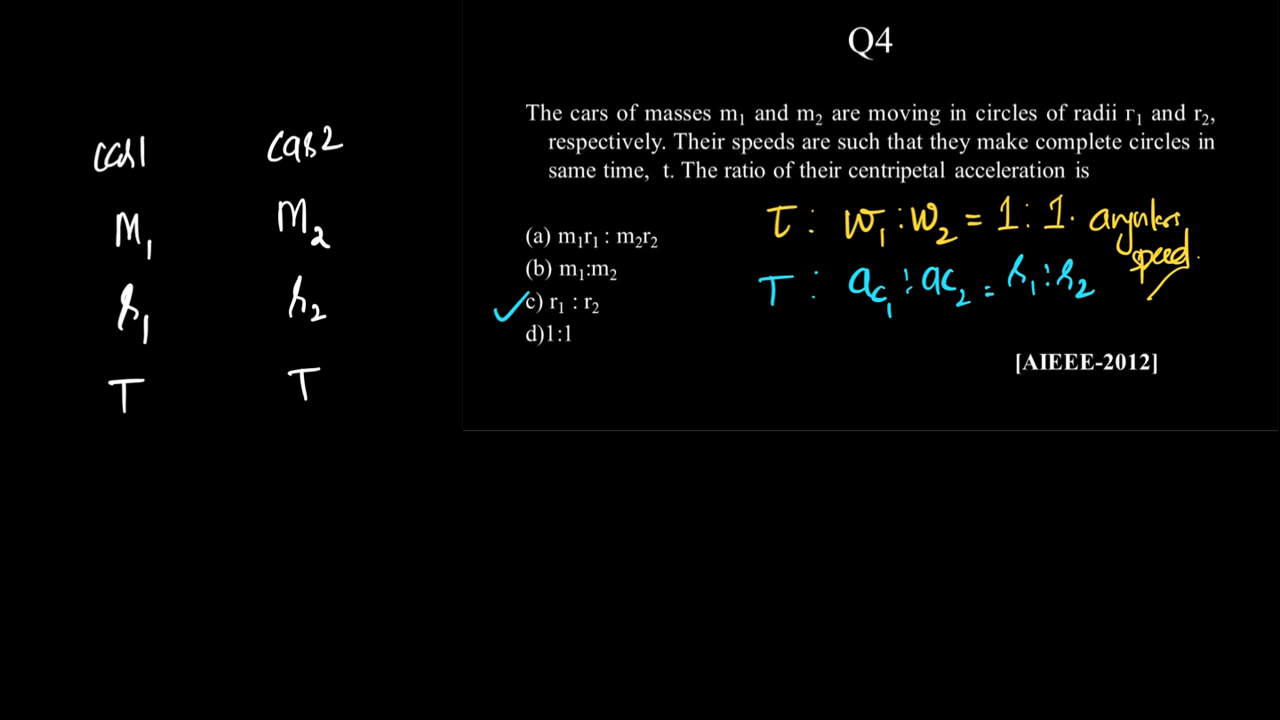 Q4
The cars of masses m₁ and m₂ are moving in circles of radii r₁ and r₂,
respectively. Their speeds are such that they make complete circles in
same time, t. The ratio of their centripetal acceleration is
(a) m₁r₁ : m₂r₂
(b) m₁:m₂
c) r₁ : r₂
d)1:1
[AIEEE-2012]
car1 car2
M₁ M₂
r₁ r₂
T T
T : ω₁ : ω₂ = 1 : 1. angular
speed.
T : ac₁ : ac₂ = r₁ : r₂